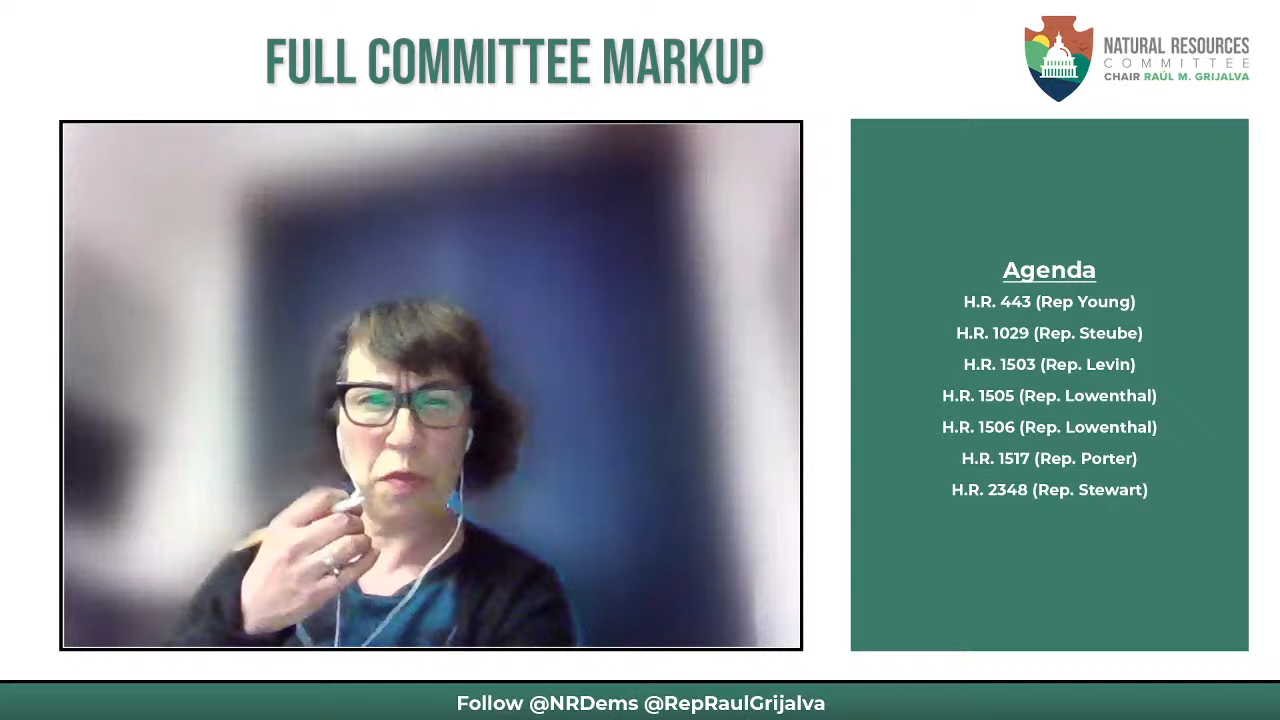 FULL COMMITTEE MARKUP
NATURAL RESOURCES
COMMITTEE
CHAIR RAÚL M. GRIJALVA
Agenda
H.R. 443 (Rep Young)
H.R. 1029 (Rep. Steube)
H.R. 1503 (Rep. Levin)
H.R. 1505 (Rep. Lowenthal)
H.R. 1506 (Rep. Lowenthal)
H.R. 1517 (Rep. Porter)
H.R. 2348 (Rep. Stewart)
Follow @NRDems @RepRaulGrijalva